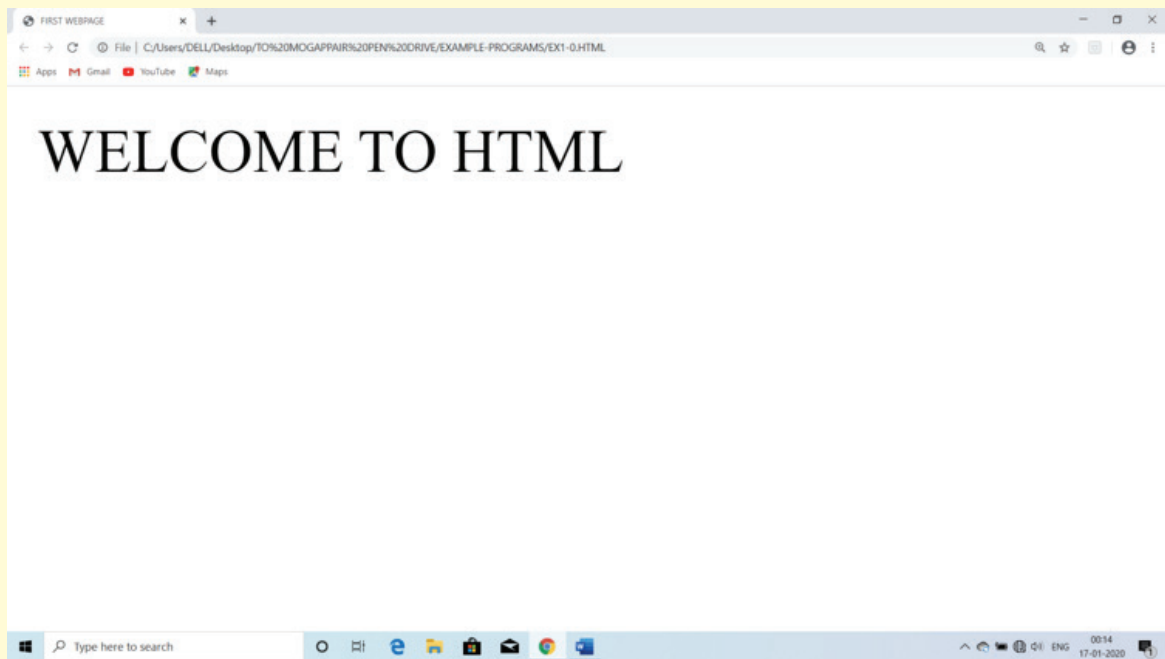 FIRST WEBPAGE
File | C:/Users/DELL/Desktop/TO%20MOGAPPAIR%20PEN%20DRIVE/EXAMPLE-PROGRAMS/EX1-0.HTML
Apps Gmail YouTube Maps
WELCOME TO HTML
Type here to search
ENG
00:14
17-01-2020
1